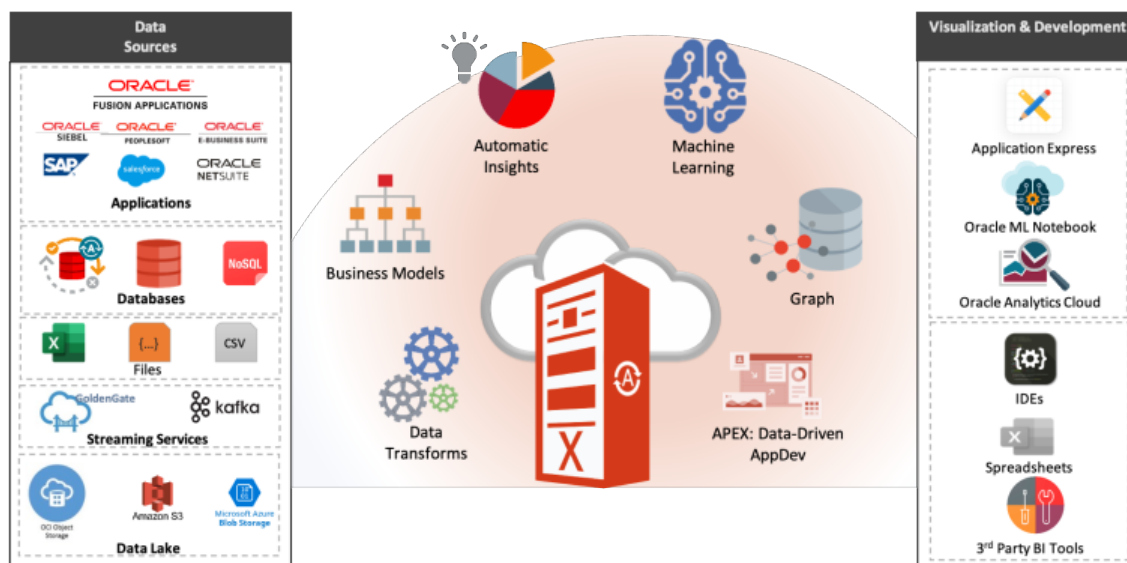 Data
Sources
ORACLE
FUSION APPLICATIONS
ORACLE
SIEBEL
ORACLE
PEOPLESOFT
ORACLE
E-BUSINESS SUITE
SAP
salesforce
ORACLE
NETSUITE
Applications
A
NoSQL
Databases
X
{...}
CSV
Files
GoldenGate
kafka
Streaming Services
OCI Object
Storage
Amazon S3
Microsoft Azure
Blob Storage
Data Lake
Automatic
Insights
Machine
Learning
Business Models
Graph
Data
Transforms
A
X
A
APEX: Data-Driven
AppDev
Visualization & Development
Application Express
Oracle ML Notebook
Oracle Analytics Cloud
IDEs
X
Spreadsheets
3rd Party BI Tools